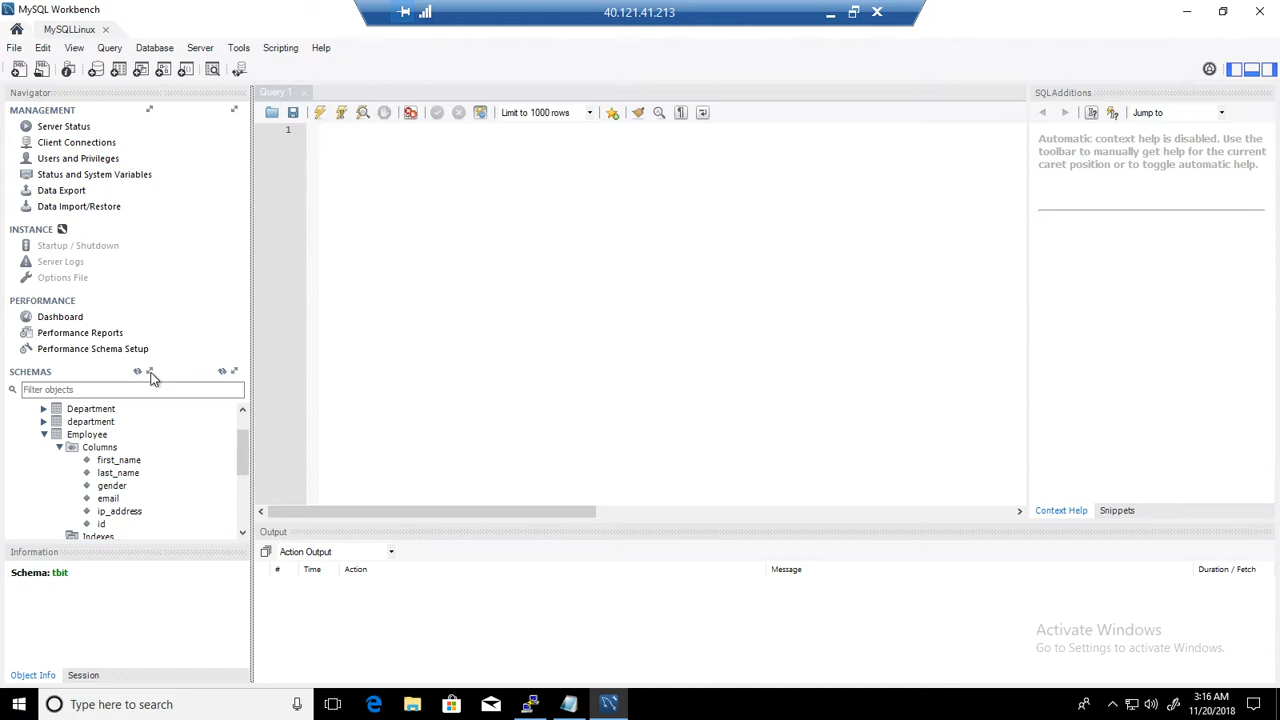 MySQL Workbench
40.121.41.213
MySQLLinux
File Edit View Query Database Server Tools Scripting Help
Navigator
MANAGEMENT
Server Status
Client Connections
Users and Privileges
Status and System Variables
Data Export
Data Import/Restore
INSTANCE
Startup / Shutdown
Server Logs
Options File
PERFORMANCE
Dashboard
Performance Reports
Performance Schema Setup
SCHEMAS
Filter objects
Department
department
Employee
Columns
first_name
last_name
gender
email
ip_address
id
Indexes
Information
Schema: tbit
Object Info Session
Query 1
Limit to 1000 rows
1
SQLAdditions
Jump to
Automatic context help is disabled. Use the
toolbar to manually get help for the current
caret position or to toggle automatic help.
Context Help Snippets
Output
Action Output
# Time Action Message Duration / Fetch
Activate Windows
Go to Settings to activate Windows.
Type here to search
3:16 AM
11/20/2018